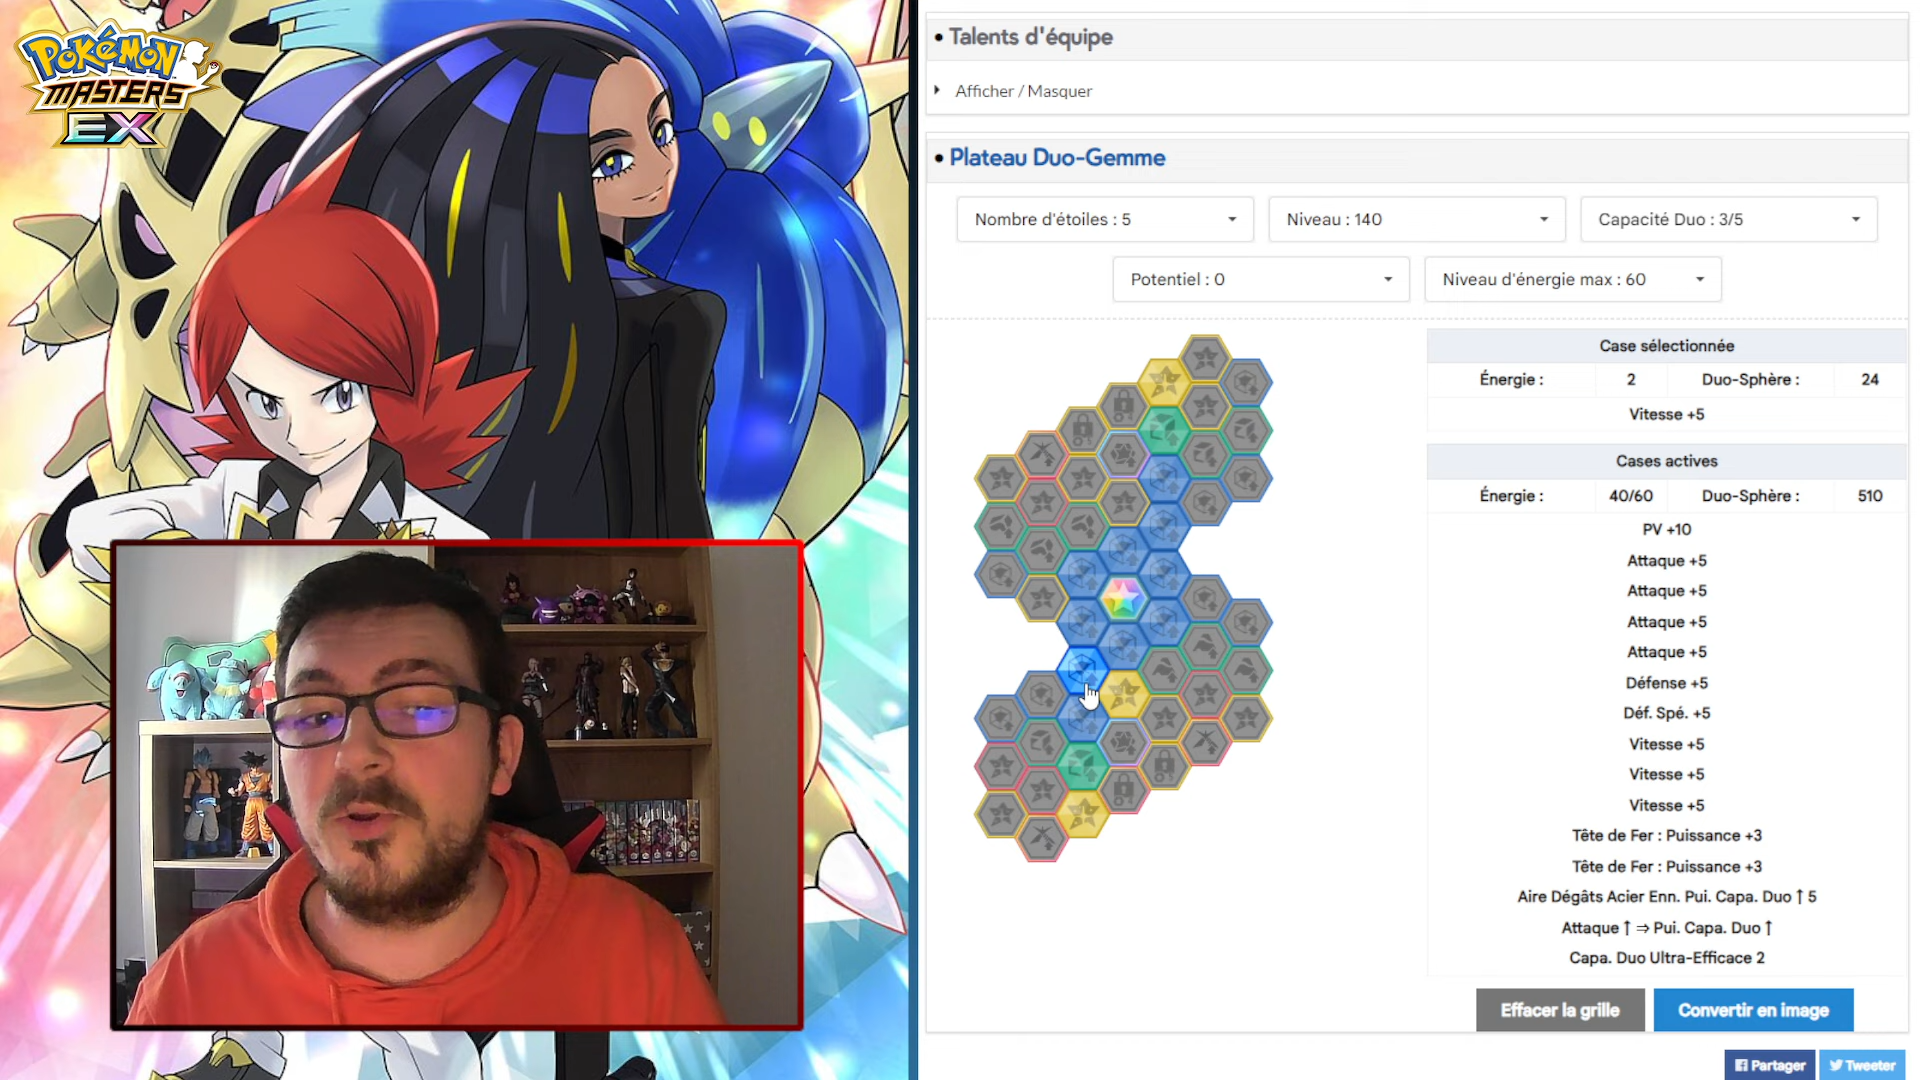 POKéMON
MASTERS
EX
• Talents d'équipe
Afficher / Masquer
• Plateau Duo-Gemme
Nombre d'étoiles : 5
Niveau : 140
Capacité Duo : 3/5
Potentiel : 0
Niveau d'énergie max : 60
Case sélectionnée
Énergie : 2 Duo-Sphère : 24
Vitesse +5
Cases actives
Énergie : 40/60 Duo-Sphère : 510
PV +10
Attaque +5
Attaque +5
Attaque +5
Attaque +5
Défense +5
Déf. Spé. +5
Vitesse +5
Vitesse +5
Vitesse +5
Tête de Fer : Puissance +3
Tête de Fer : Puissance +3
Aire Dégâts Acier Enn. Pui. Capa. Duo ↑ 5
Attaque ↑ ⇒ Pui. Capa. Duo ↑
Capa. Duo Ultra-Efficace 2
Effacer la grille
Convertir en image
Partager
Tweeter